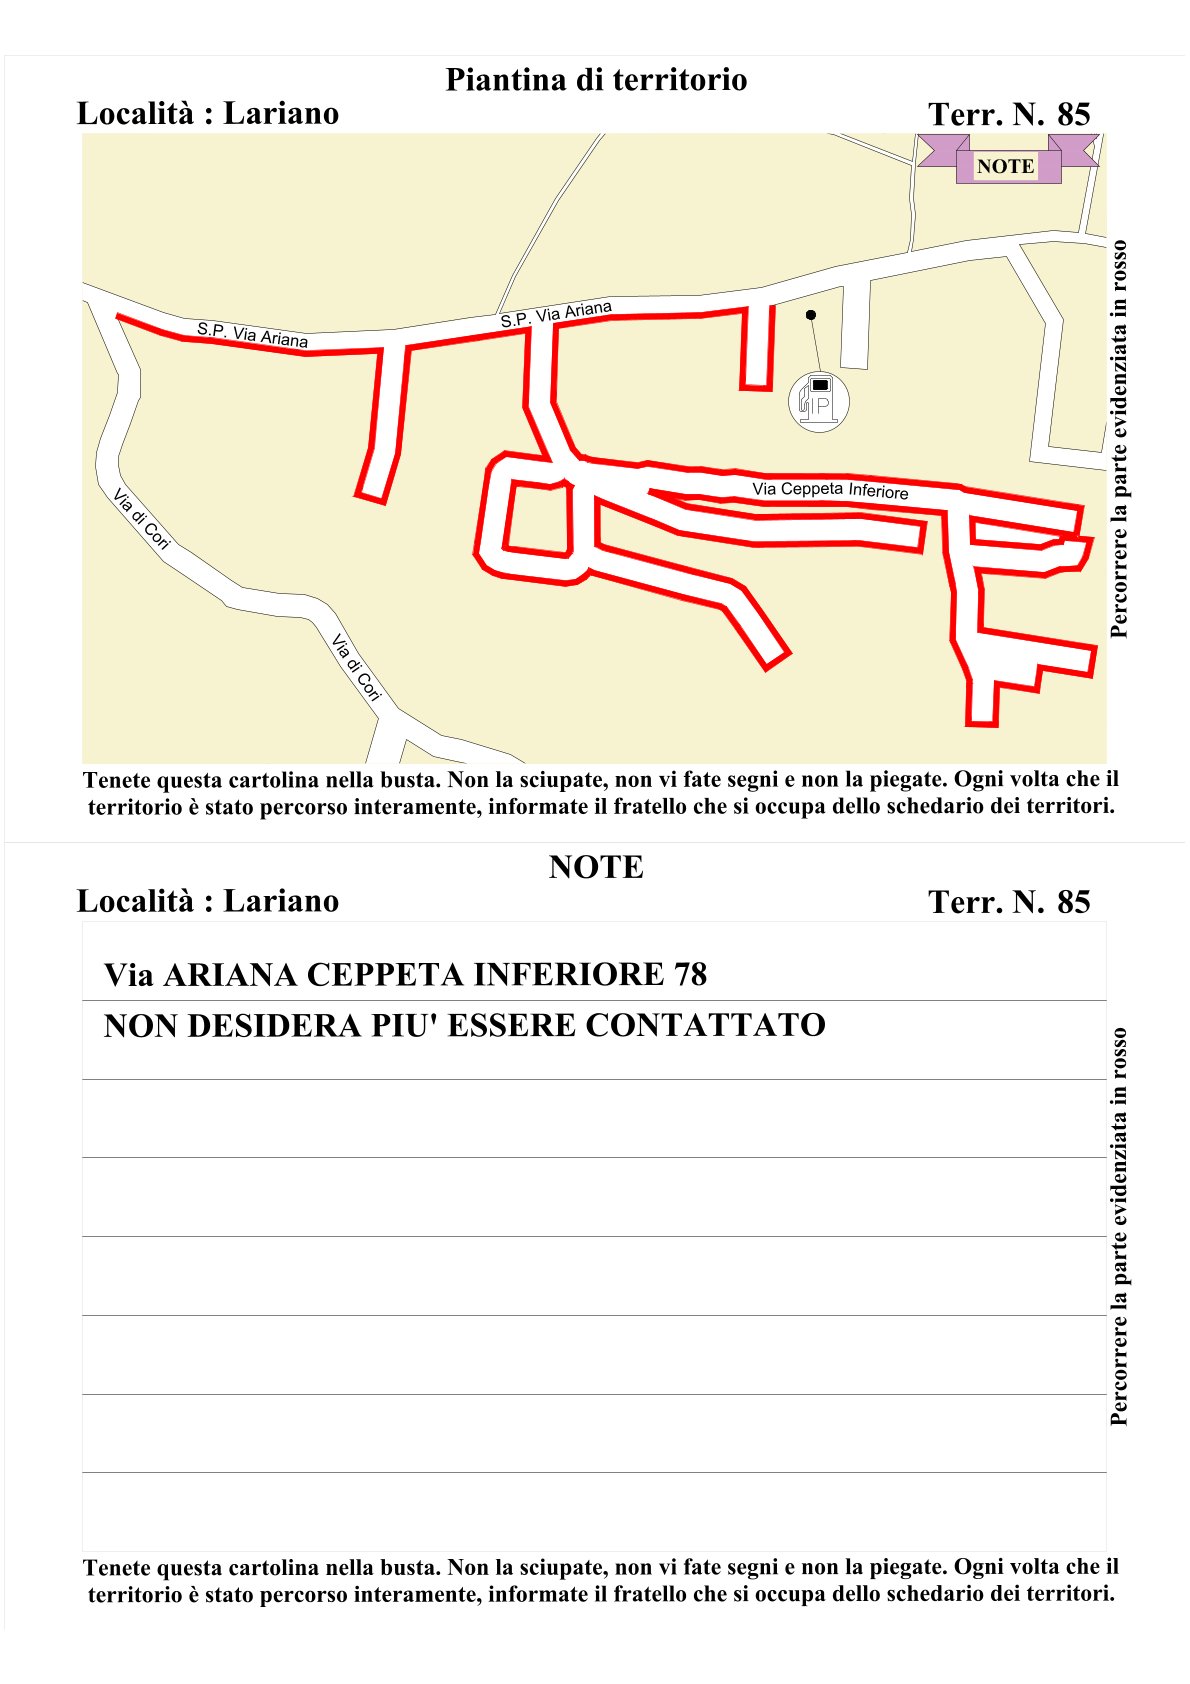 Piantina di territorio
Località : Lariano
Terr. N. 85
NOTE
S.P. Via Ariana
S.P. Via Ariana
IP
Via Ceppeta Inferiore
Via di Cori
Via di Cori
Percorrere la parte evidenziata in rosso
Tenete questa cartolina nella busta. Non la sciupate, non vi fate segni e non la piegate. Ogni volta che il
territorio è stato percorso interamente, informate il fratello che si occupa dello schedario dei territori.
NOTE
Località : Lariano
Terr. N. 85
Via ARIANA CEPPETA INFERIORE 78
NON DESIDERA PIU' ESSERE CONTATTATO
Percorrere la parte evidenziata in rosso
Tenete questa cartolina nella busta. Non la sciupate, non vi fate segni e non la piegate. Ogni volta che il
territorio è stato percorso interamente, informate il fratello che si occupa dello schedario dei territori.